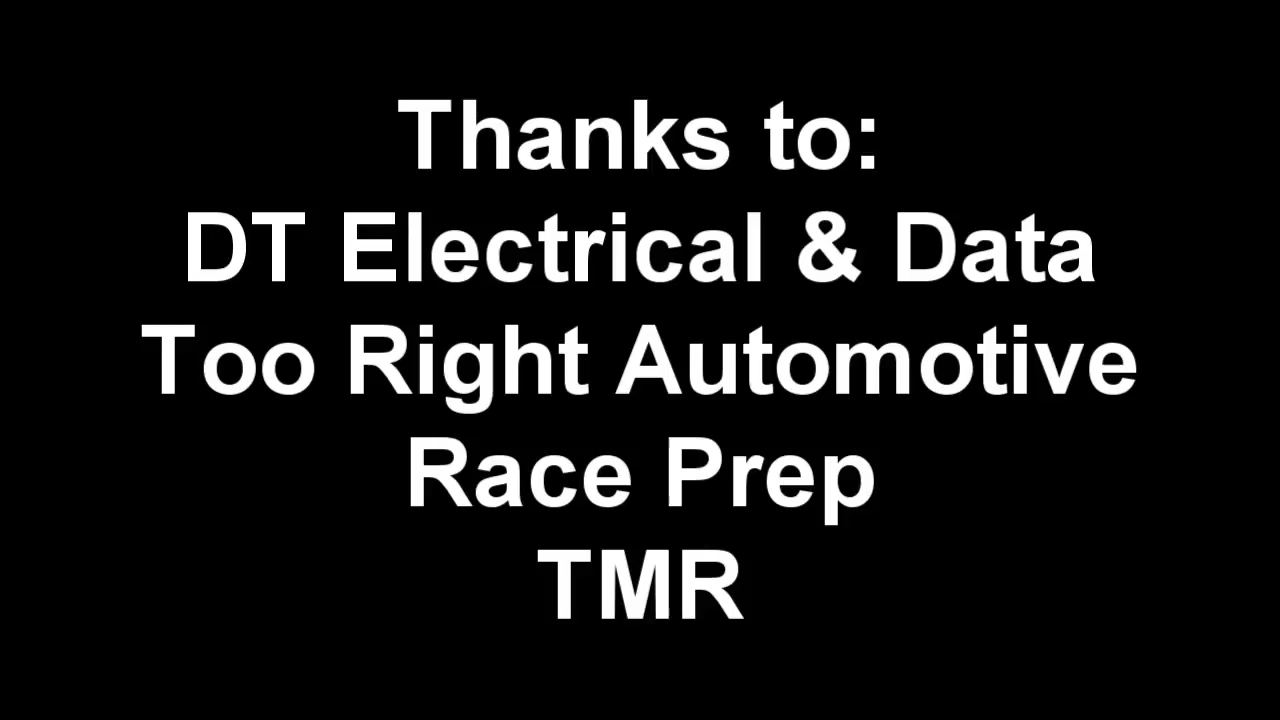 Thanks to:
DT Electrical & Data
Too Right Automotive
Race Prep
TMR